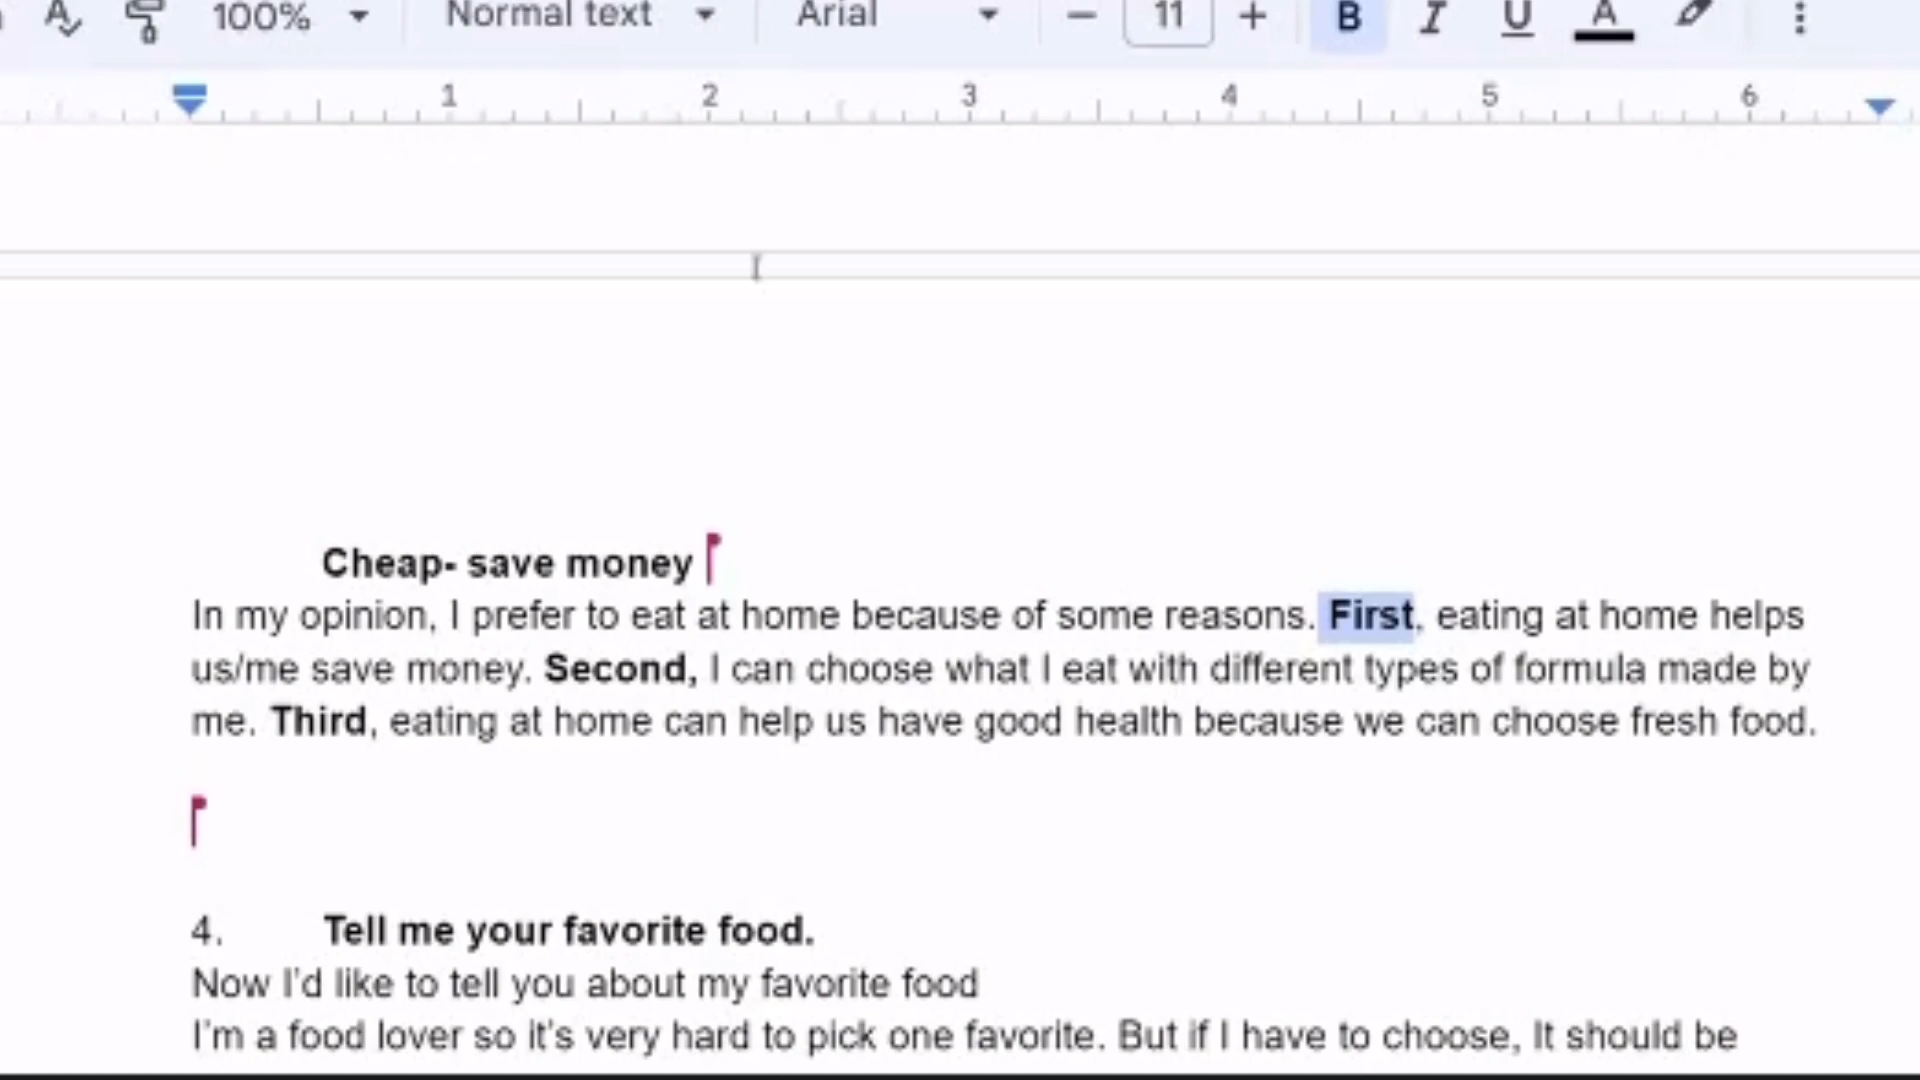 100% Normal text Arial 11 B I U A
1 2 3 4 5 6
Cheap- save money
In my opinion, I prefer to eat at home because of some reasons. First, eating at home helps
us/me save money. Second, I can choose what I eat with different types of formula made by
me. Third, eating at home can help us have good health because we can choose fresh food.
4. Tell me your favorite food.
Now I'd like to tell you about my favorite food
I'm a food lover so it's very hard to pick one favorite. But if I have to choose, It should be